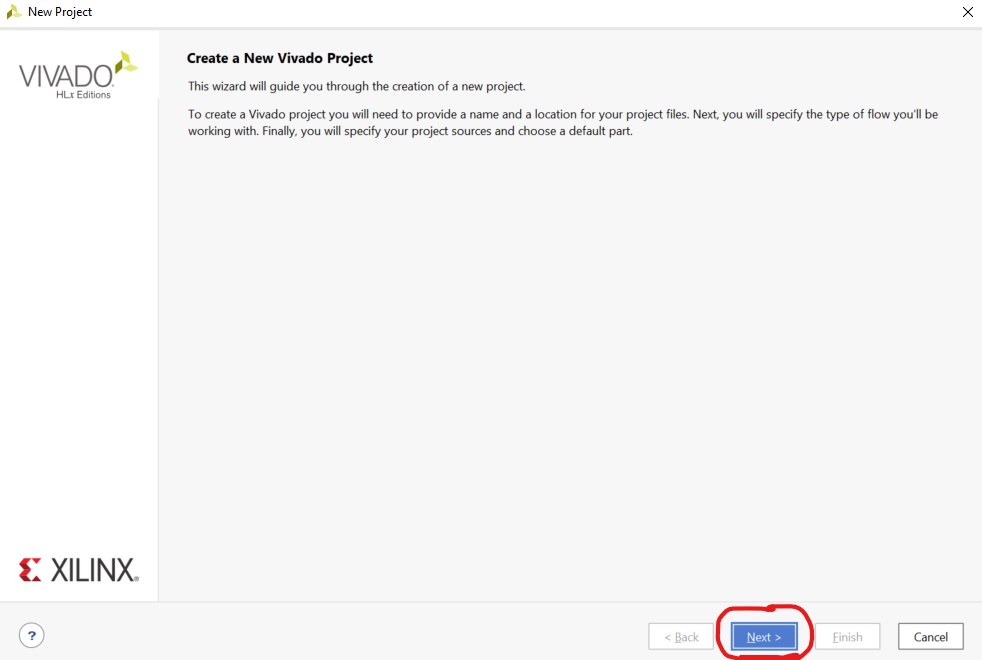 New Project
VIVADO.
HLx Editions
Create a New Vivado Project
This wizard will guide you through the creation of a new project.
To create a Vivado project you will need to provide a name and a location for your project files. Next, you will specify the type of flow you'll be
working with. Finally, you will specify your project sources and choose a default part.
XILINX®
?
< Back
Next >
Finish
Cancel